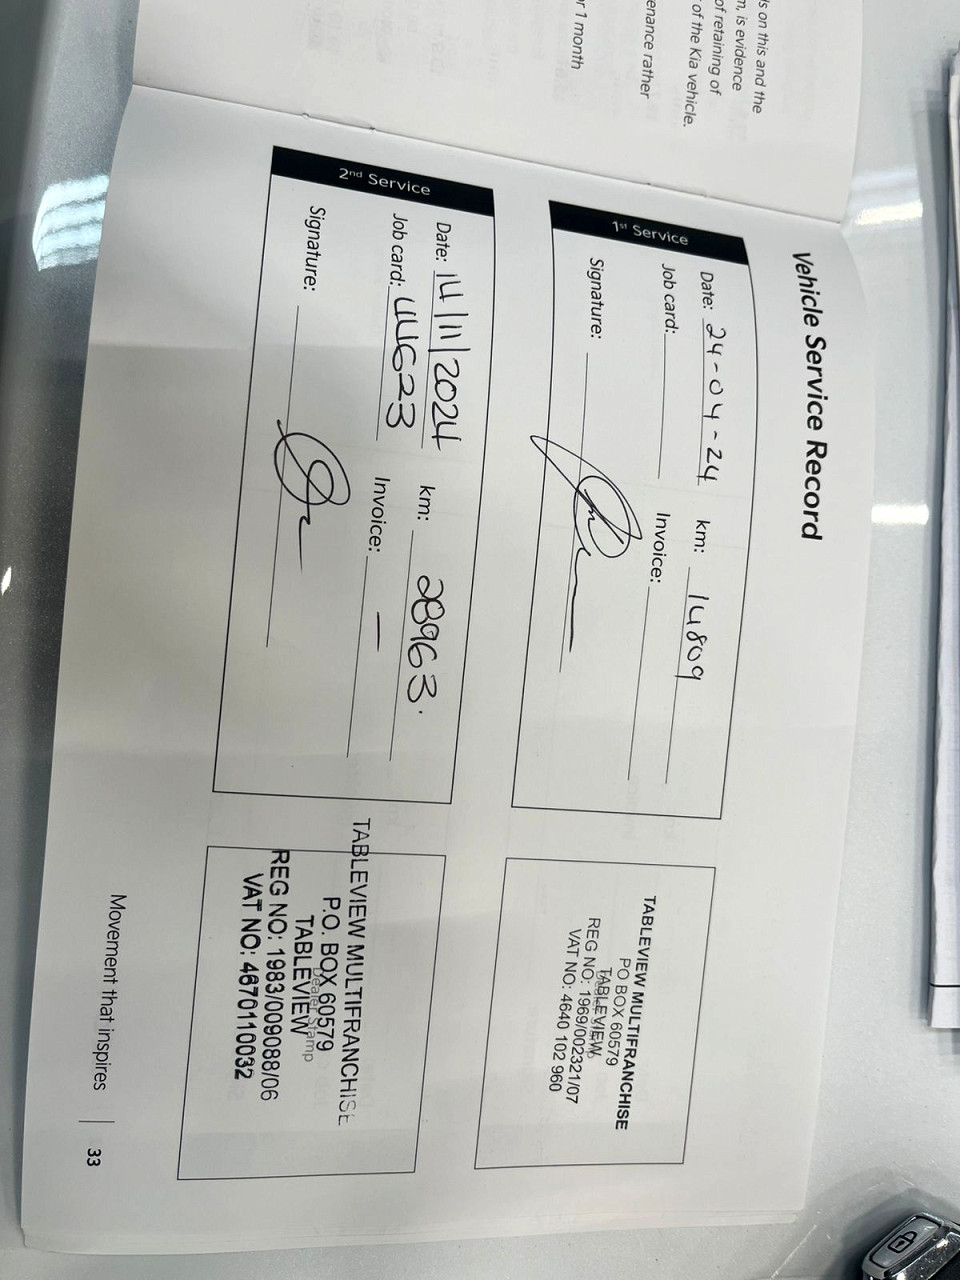 s on this and the
m, is evidence
of retaining of
of the Kia vehicle.
enance rather
r 1 month
Vehicle Service Record
1st Service
Date: 24-04-24 km: 14809
Job card: Invoice:
Signature:
TABLEVIEW MULTIFRANCHISE
PO BOX 60579
TABLEVIEW
REG NO: 1969/002321/07
VAT NO: 4640 102 960
2nd Service
Date: 14/11/2024 km: 28963.
Job card: 44623 Invoice: —
Signature:
TABLEVIEW MULTIFRANCHISE
P.O. BOX 60579
Dealer Stamp
TABLEVIEW
REG NO: 1983/009088/06
VAT NO: 4670110032
Movement that inspires | 33